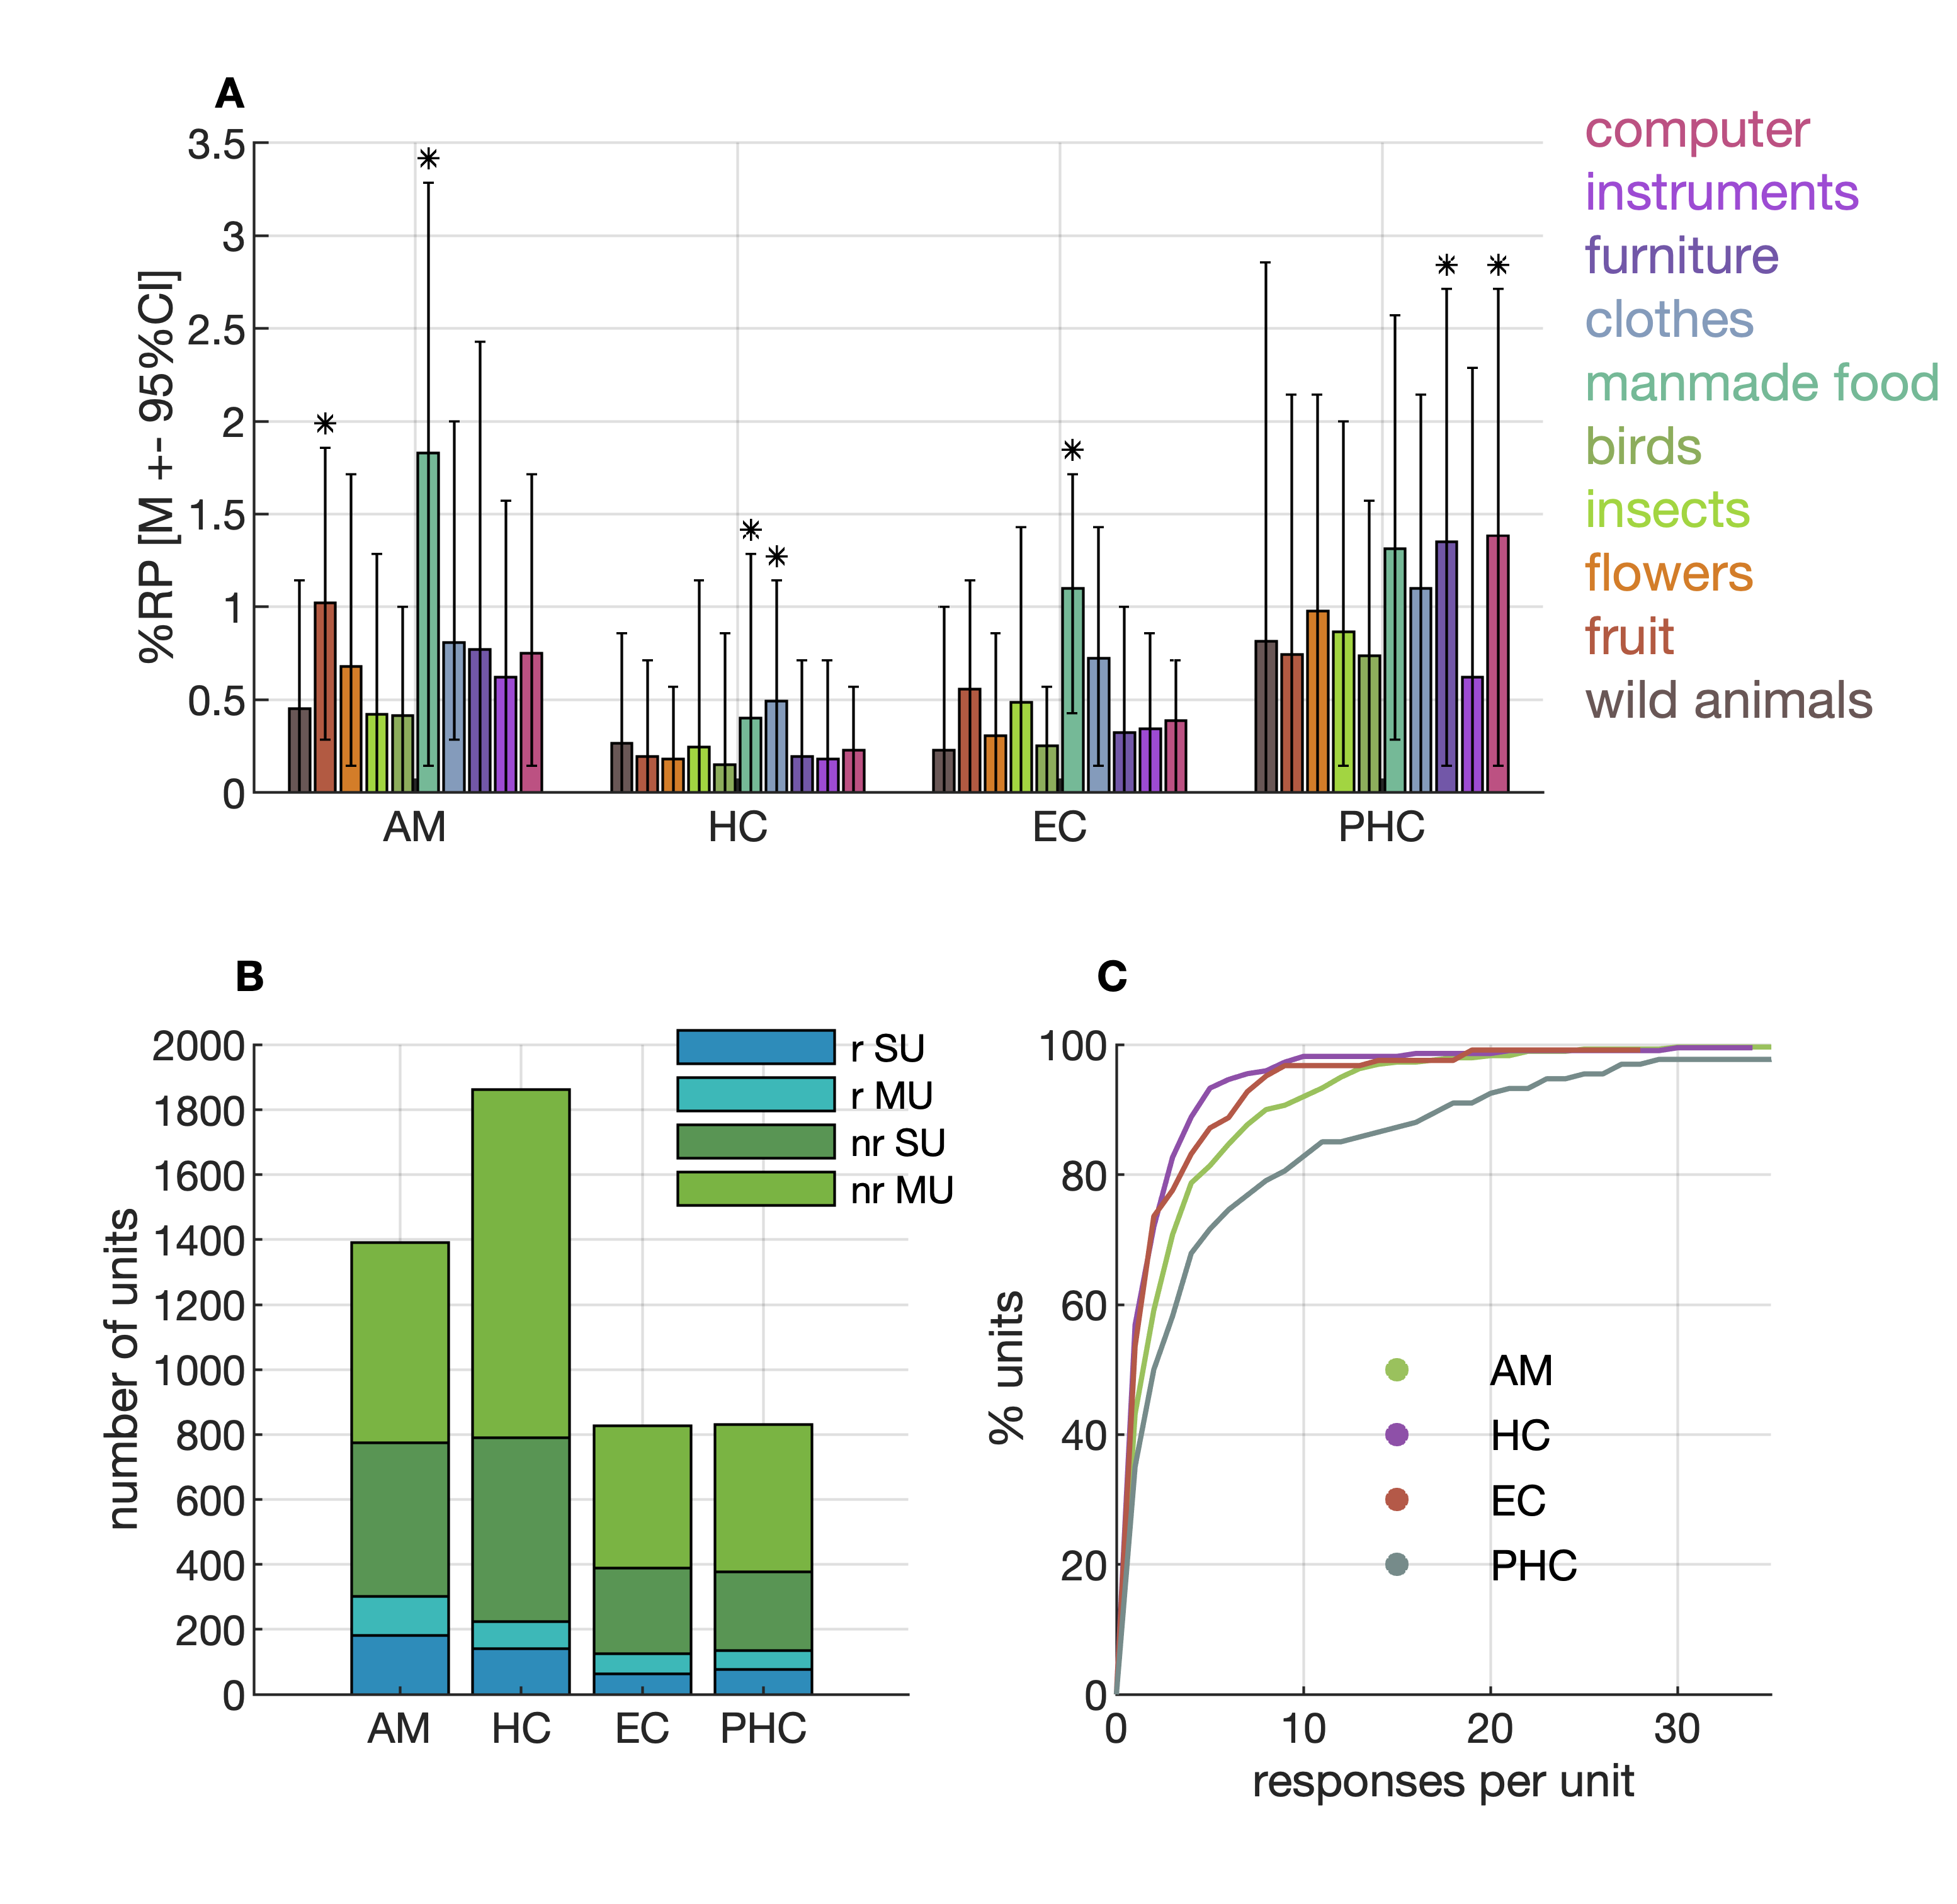 A
%RP [M +- 95%CI]
3.5
3
2.5
2
1.5
1
0.5
0
*
*
*
*
*
*
*
AM
HC
EC
PHC
computer
instruments
furniture
clothes
manmade food
birds
insects
flowers
fruit
wild animals
B
number of units
2000
1800
1600
1400
1200
1000
800
600
400
200
0
AM
HC
EC
PHC
r SU
r MU
nr SU
nr MU
C
% units
100
80
60
40
20
0
0
10
20
30
responses per unit
AM
HC
EC
PHC